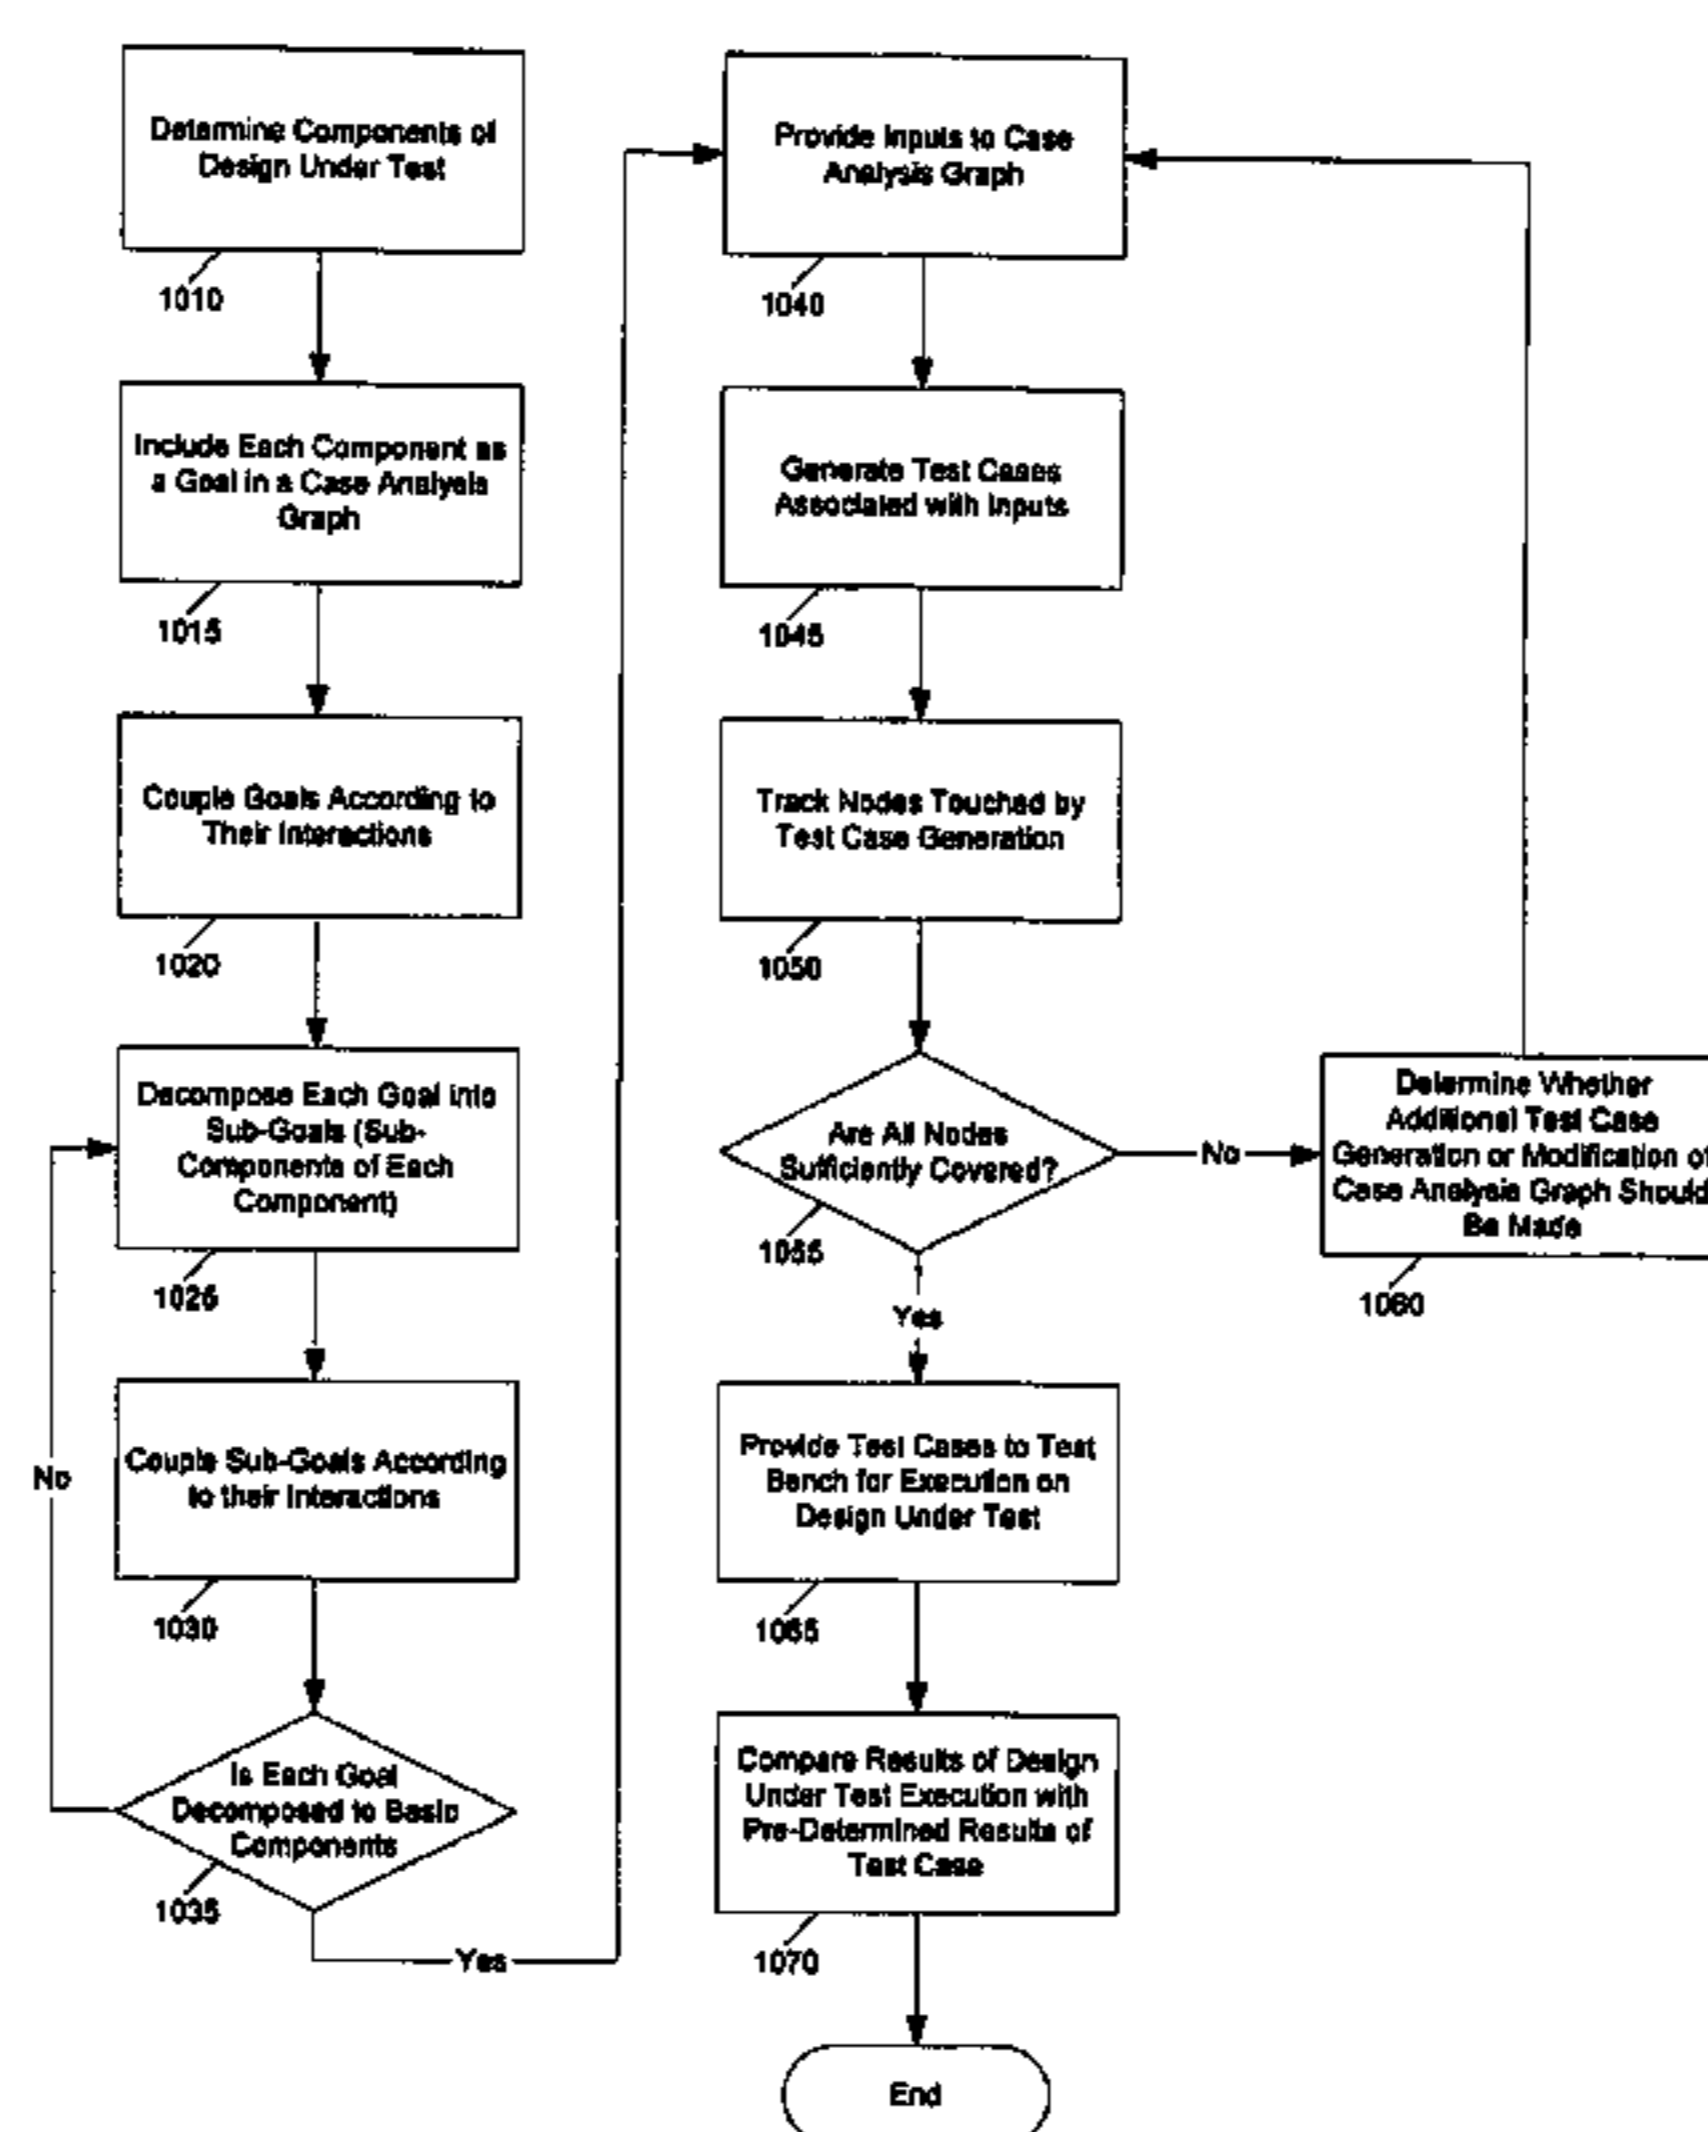 Determine Components of
Design Under Test
1010
Include Each Component as
a Goal in a Case Analysis
Graph
1015
Couple Goals According to
Their Interactions
1020
Decompose Each Goal into
Sub-Goals (Sub-
Components of Each
Component)
1025
Couple Sub-Goals According
to their Interactions
1030
No
Is Each Goal
Decomposed to Basic
Components
1035
Yes
Provide Inputs to Case
Analysis Graph
1040
Generate Test Cases
Associated with Inputs
1045
Track Nodes Touched by
Test Case Generation
1050
Are All Nodes
Sufficiently Covered?
1055
No
Determine Whether
Additional Test Case
Generation or Modification of
Case Analysis Graph Should
Be Made
1060
Yes
Provide Test Cases to Test
Bench for Execution on
Design Under Test
1065
Compare Results of Design
Under Test Execution with
Pre-Determined Results of
Test Case
1070
End